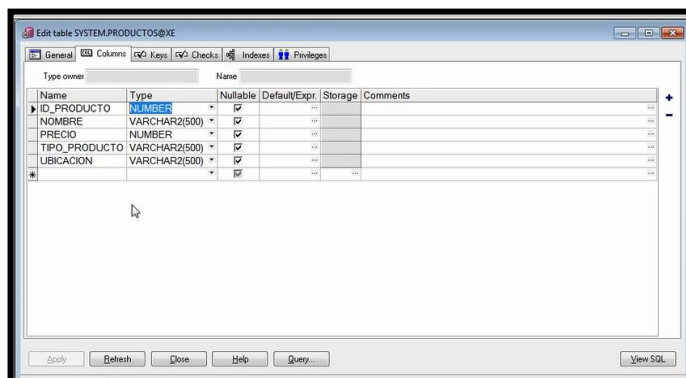 Edit table SYSTEM.PRODUCTOS@XE
General Columns Keys Checks Indexes Privileges
Type owner Name
Name Type Nullable Default/Expr. Storage Comments
ID_PRODUCTO NUMBER
NOMBRE VARCHAR2(500)
PRECIO NUMBER
TIPO_PRODUCTO VARCHAR2(500)
UBICACION VARCHAR2(500)
Apply Refresh Close Help Query... View SQL